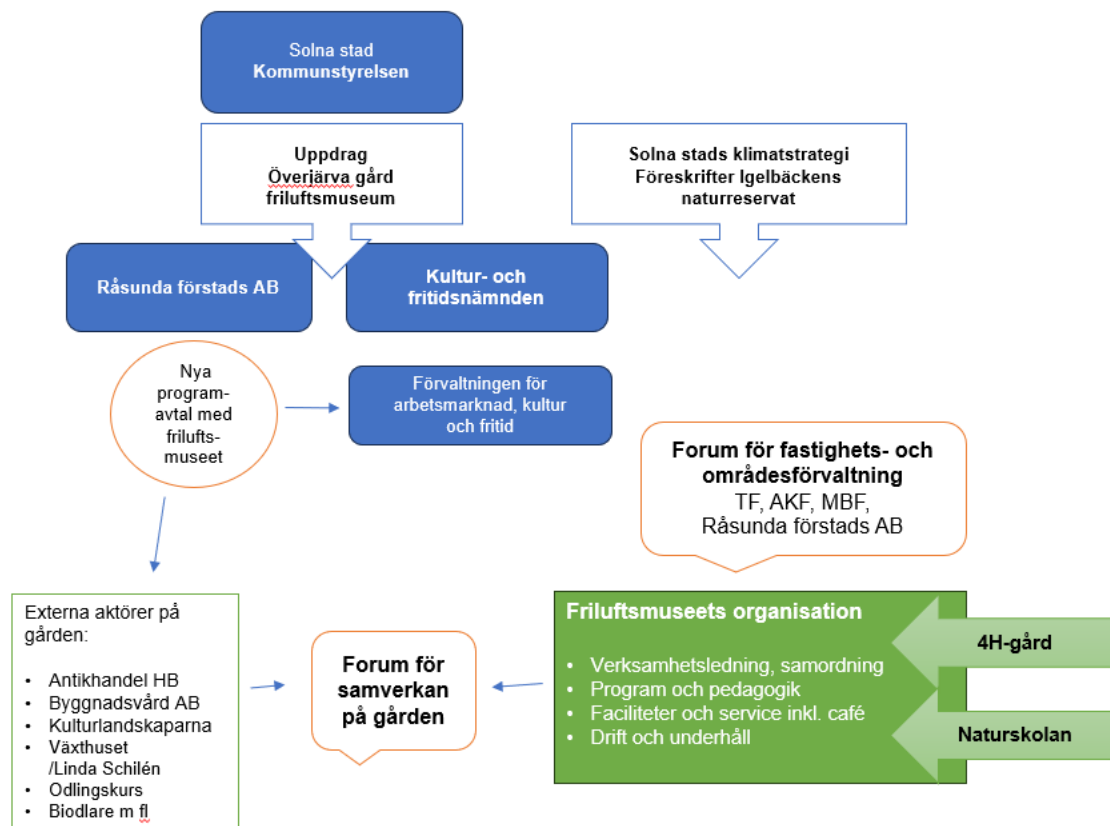 Solna stad
Kommunstyrelsen
Uppdrag
Överjärva gård
friluftsmuseum
Solna stads klimatstrategi
Föreskrifter Igelbäckens
naturreservat
Råsunda förstads AB
Kultur- och
fritidsnämnden
Nya
program-
avtal med
frilufts-
museet
Förvaltningen för
arbetsmarknad, kultur
och fritid
Forum för fastighets- och
områdesförvaltning
TF, AKF, MBF,
Råsunda förstads AB
Externa aktörer på
gården:
• Antikhandel HB
• Byggnadsvård AB
• Kulturlandskaparna
• Växthuset
/Linda Schilén
• Odlingskurs
• Biodlare m fl
Forum för
samverkan
på gården
Friluftsmuseets organisation
• Verksamhetsledning, samordning
• Program och pedagogik
• Faciliteter och service inkl. café
• Drift och underhåll
4H-gård
Naturskolan